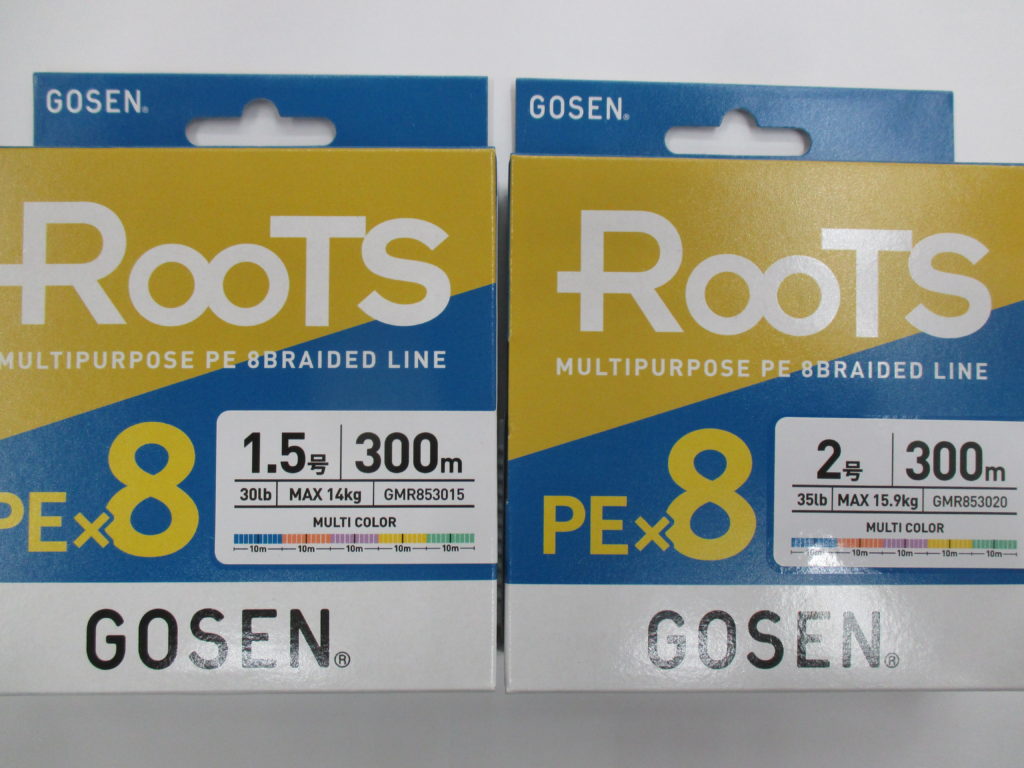 GOSEN®
RooTS
MULTIPURPOSE PE 8BRAIDED LINE
PE×8
1.5号 300m
30lb MAX 14kg GMR853015
MULTI COLOR
10m 10m 10m 10m 10m
GOSEN®
GOSEN®
RooTS
MULTIPURPOSE PE 8BRAIDED LINE
PE×8
2号 300m
35lb MAX 15.9kg GMR853020
MULTI COLOR
10m 10m 10m 10m 10m
GOSEN®